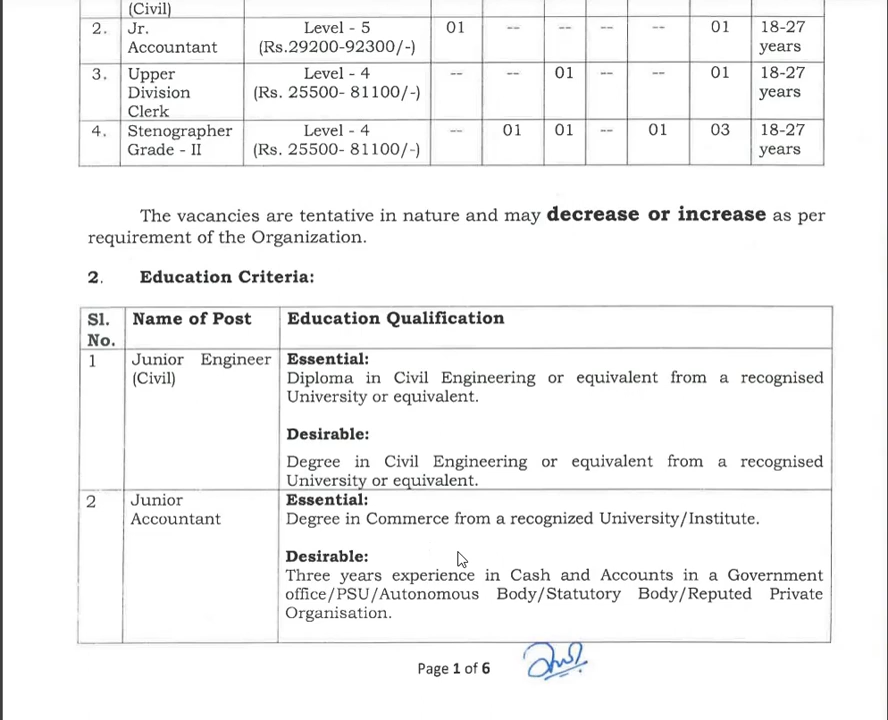 (Civil)
2. Jr. Accountant Level - 5 (Rs.29200-92300/-) 01 -- -- -- -- 01 18-27 years
3. Upper Division Clerk Level - 4 (Rs. 25500- 81100/-) -- -- 01 -- -- 01 18-27 years
4. Stenographer Grade - II Level - 4 (Rs. 25500- 81100/-) -- 01 01 -- 01 03 18-27 years
The vacancies are tentative in nature and may decrease or increase as per
requirement of the Organization.
2. Education Criteria:
Sl. No. Name of Post Education Qualification
1 Junior Engineer (Civil)
Essential:
Diploma in Civil Engineering or equivalent from a recognised
University or equivalent.
Desirable:
Degree in Civil Engineering or equivalent from a recognised
University or equivalent.
2 Junior Accountant
Essential:
Degree in Commerce from a recognized University/Institute.
Desirable:
Three years experience in Cash and Accounts in a Government
office/PSU/Autonomous Body/Statutory Body/Reputed Private
Organisation.
Page 1 of 6